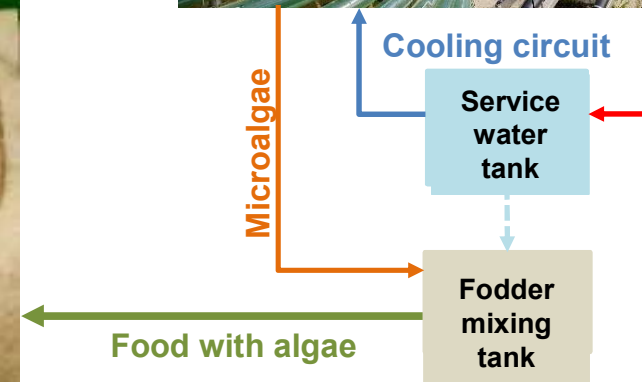 Cooling circuit
Service
water
tank
Microalgae
Fodder
mixing
tank
Food with algae